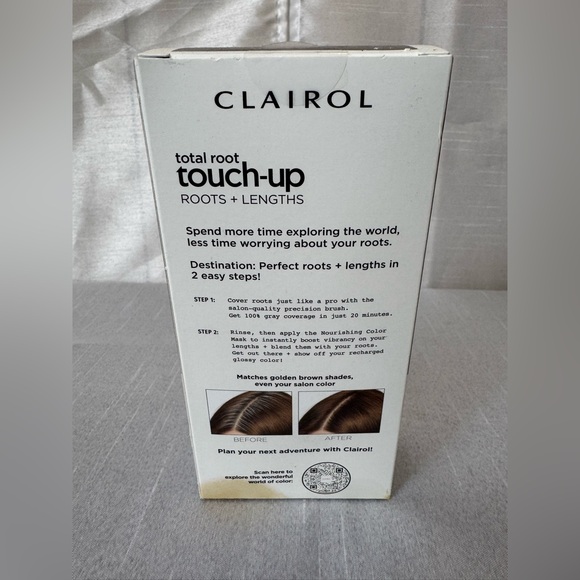 CLAIROL
total root
touch-up
ROOTS + LENGTHS
Spend more time exploring the world,
less time worrying about your roots.
Destination: Perfect roots + lengths in
2 easy steps!
STEP 1: Cover roots just like a pro with the
salon-quality precision brush.
Get 100% gray coverage in just 20 minutes.
STEP 2: Rinse, then apply the Nourishing Color
Mask to instantly boost vibrancy on your
lengths + blend them with your roots.
Get out there + show off your recharged
glossy color!
Matches golden brown shades,
even your salon color
BEFORE AFTER
Plan your next adventure with Clairol!
Scan here to
explore the wonderful
world of color: